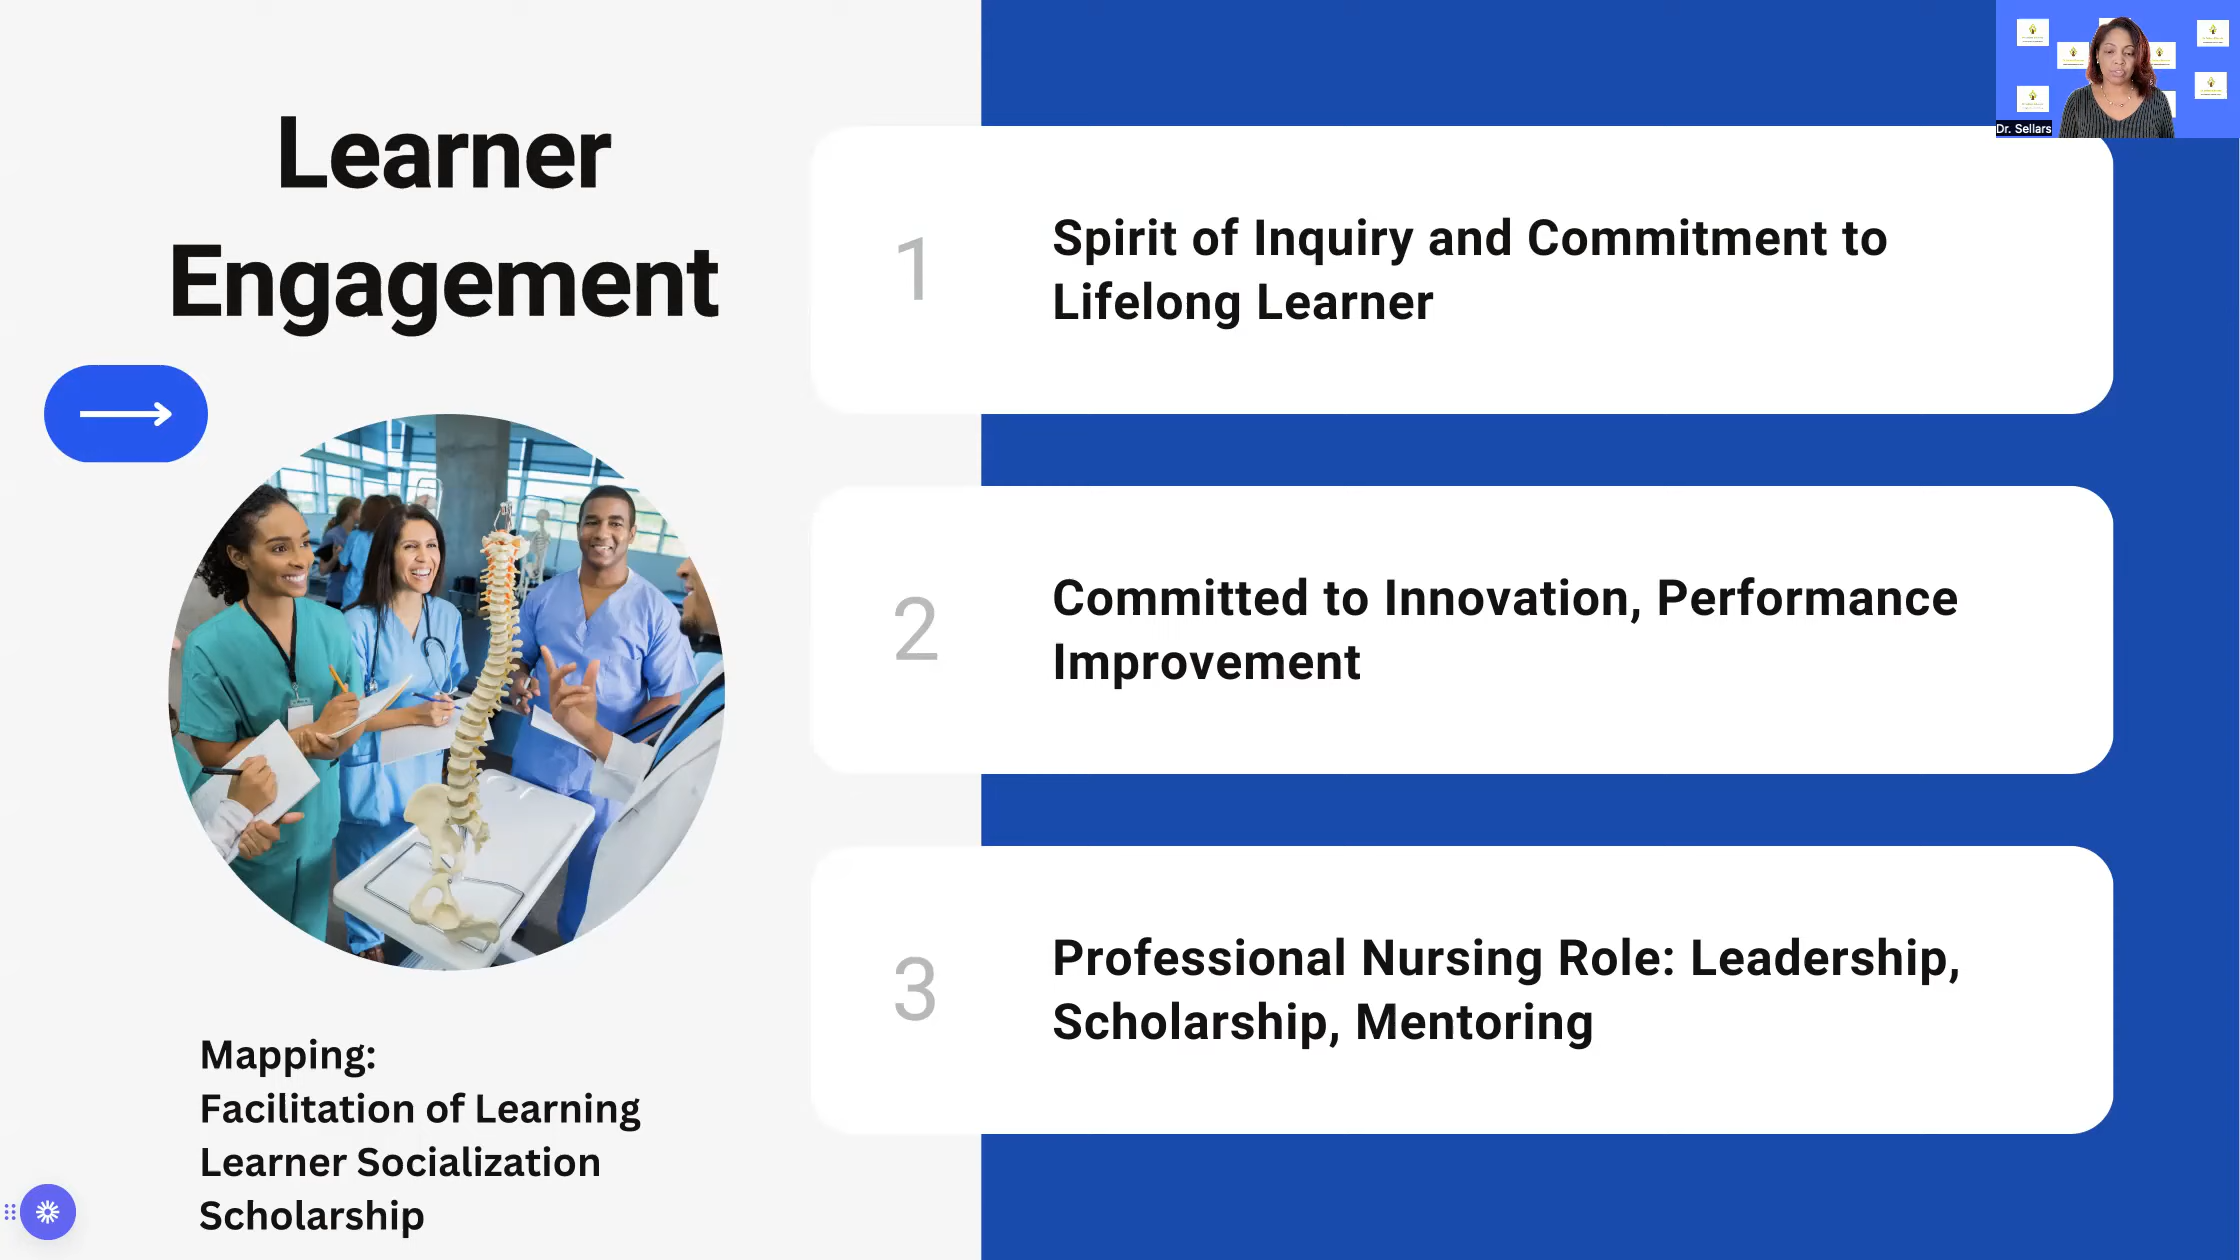 Learner
Engagement
Mapping:
Facilitation of Learning
Learner Socialization
Scholarship
1
Spirit of Inquiry and Commitment to
Lifelong Learner
2
Committed to Innovation, Performance
Improvement
3
Professional Nursing Role: Leadership,
Scholarship, Mentoring
Dr. Sellars